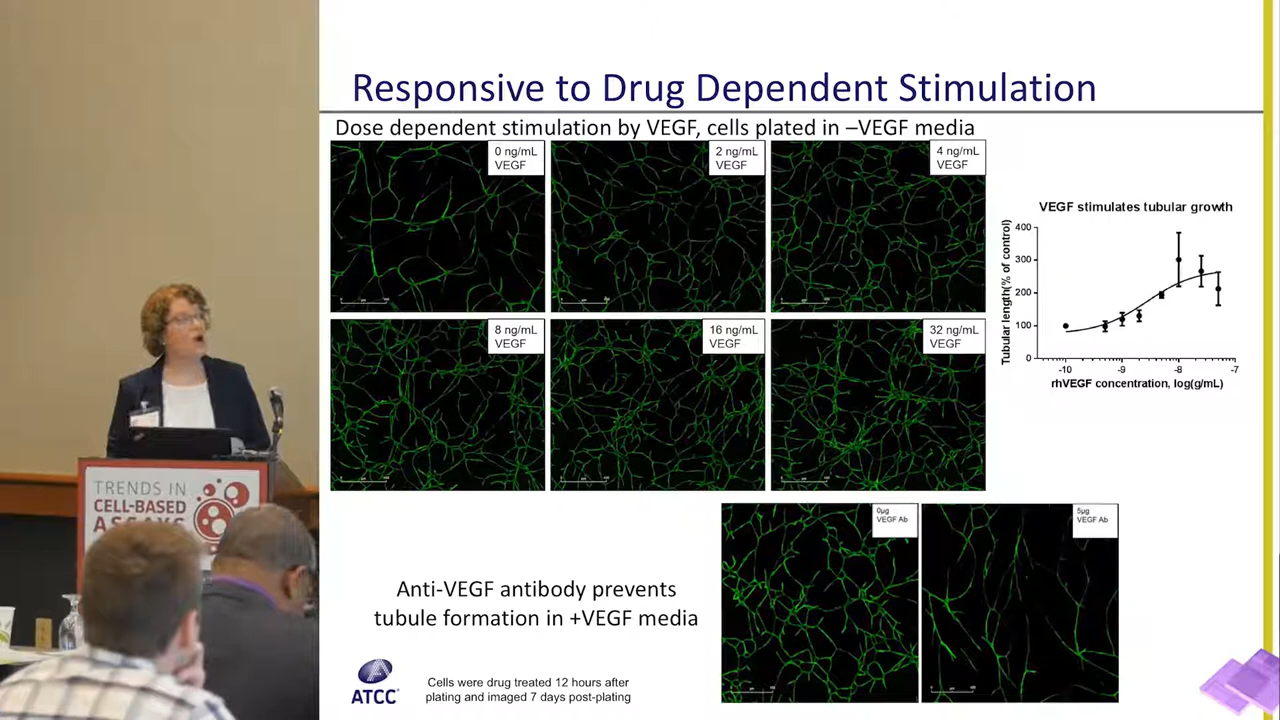 Responsive to Drug Dependent Stimulation
Dose dependent stimulation by VEGF, cells plated in –VEGF media
0 ng/mL
VEGF
2 ng/mL
VEGF
4 ng/mL
VEGF
8 ng/mL
VEGF
16 ng/mL
VEGF
32 ng/mL
VEGF
VEGF stimulates tubular growth
Tubular length(% of control)
400
300
200
100
0
-10 -9 -8 -7
rhVEGF concentration, log(g/mL)
0µg
VEGF Ab
5µg
VEGF Ab
Anti-VEGF antibody prevents
tubule formation in +VEGF media
ATCC
Cells were drug treated 12 hours after
plating and imaged 7 days post-plating
TRENDS IN
CELL-BASED
ASSAYS